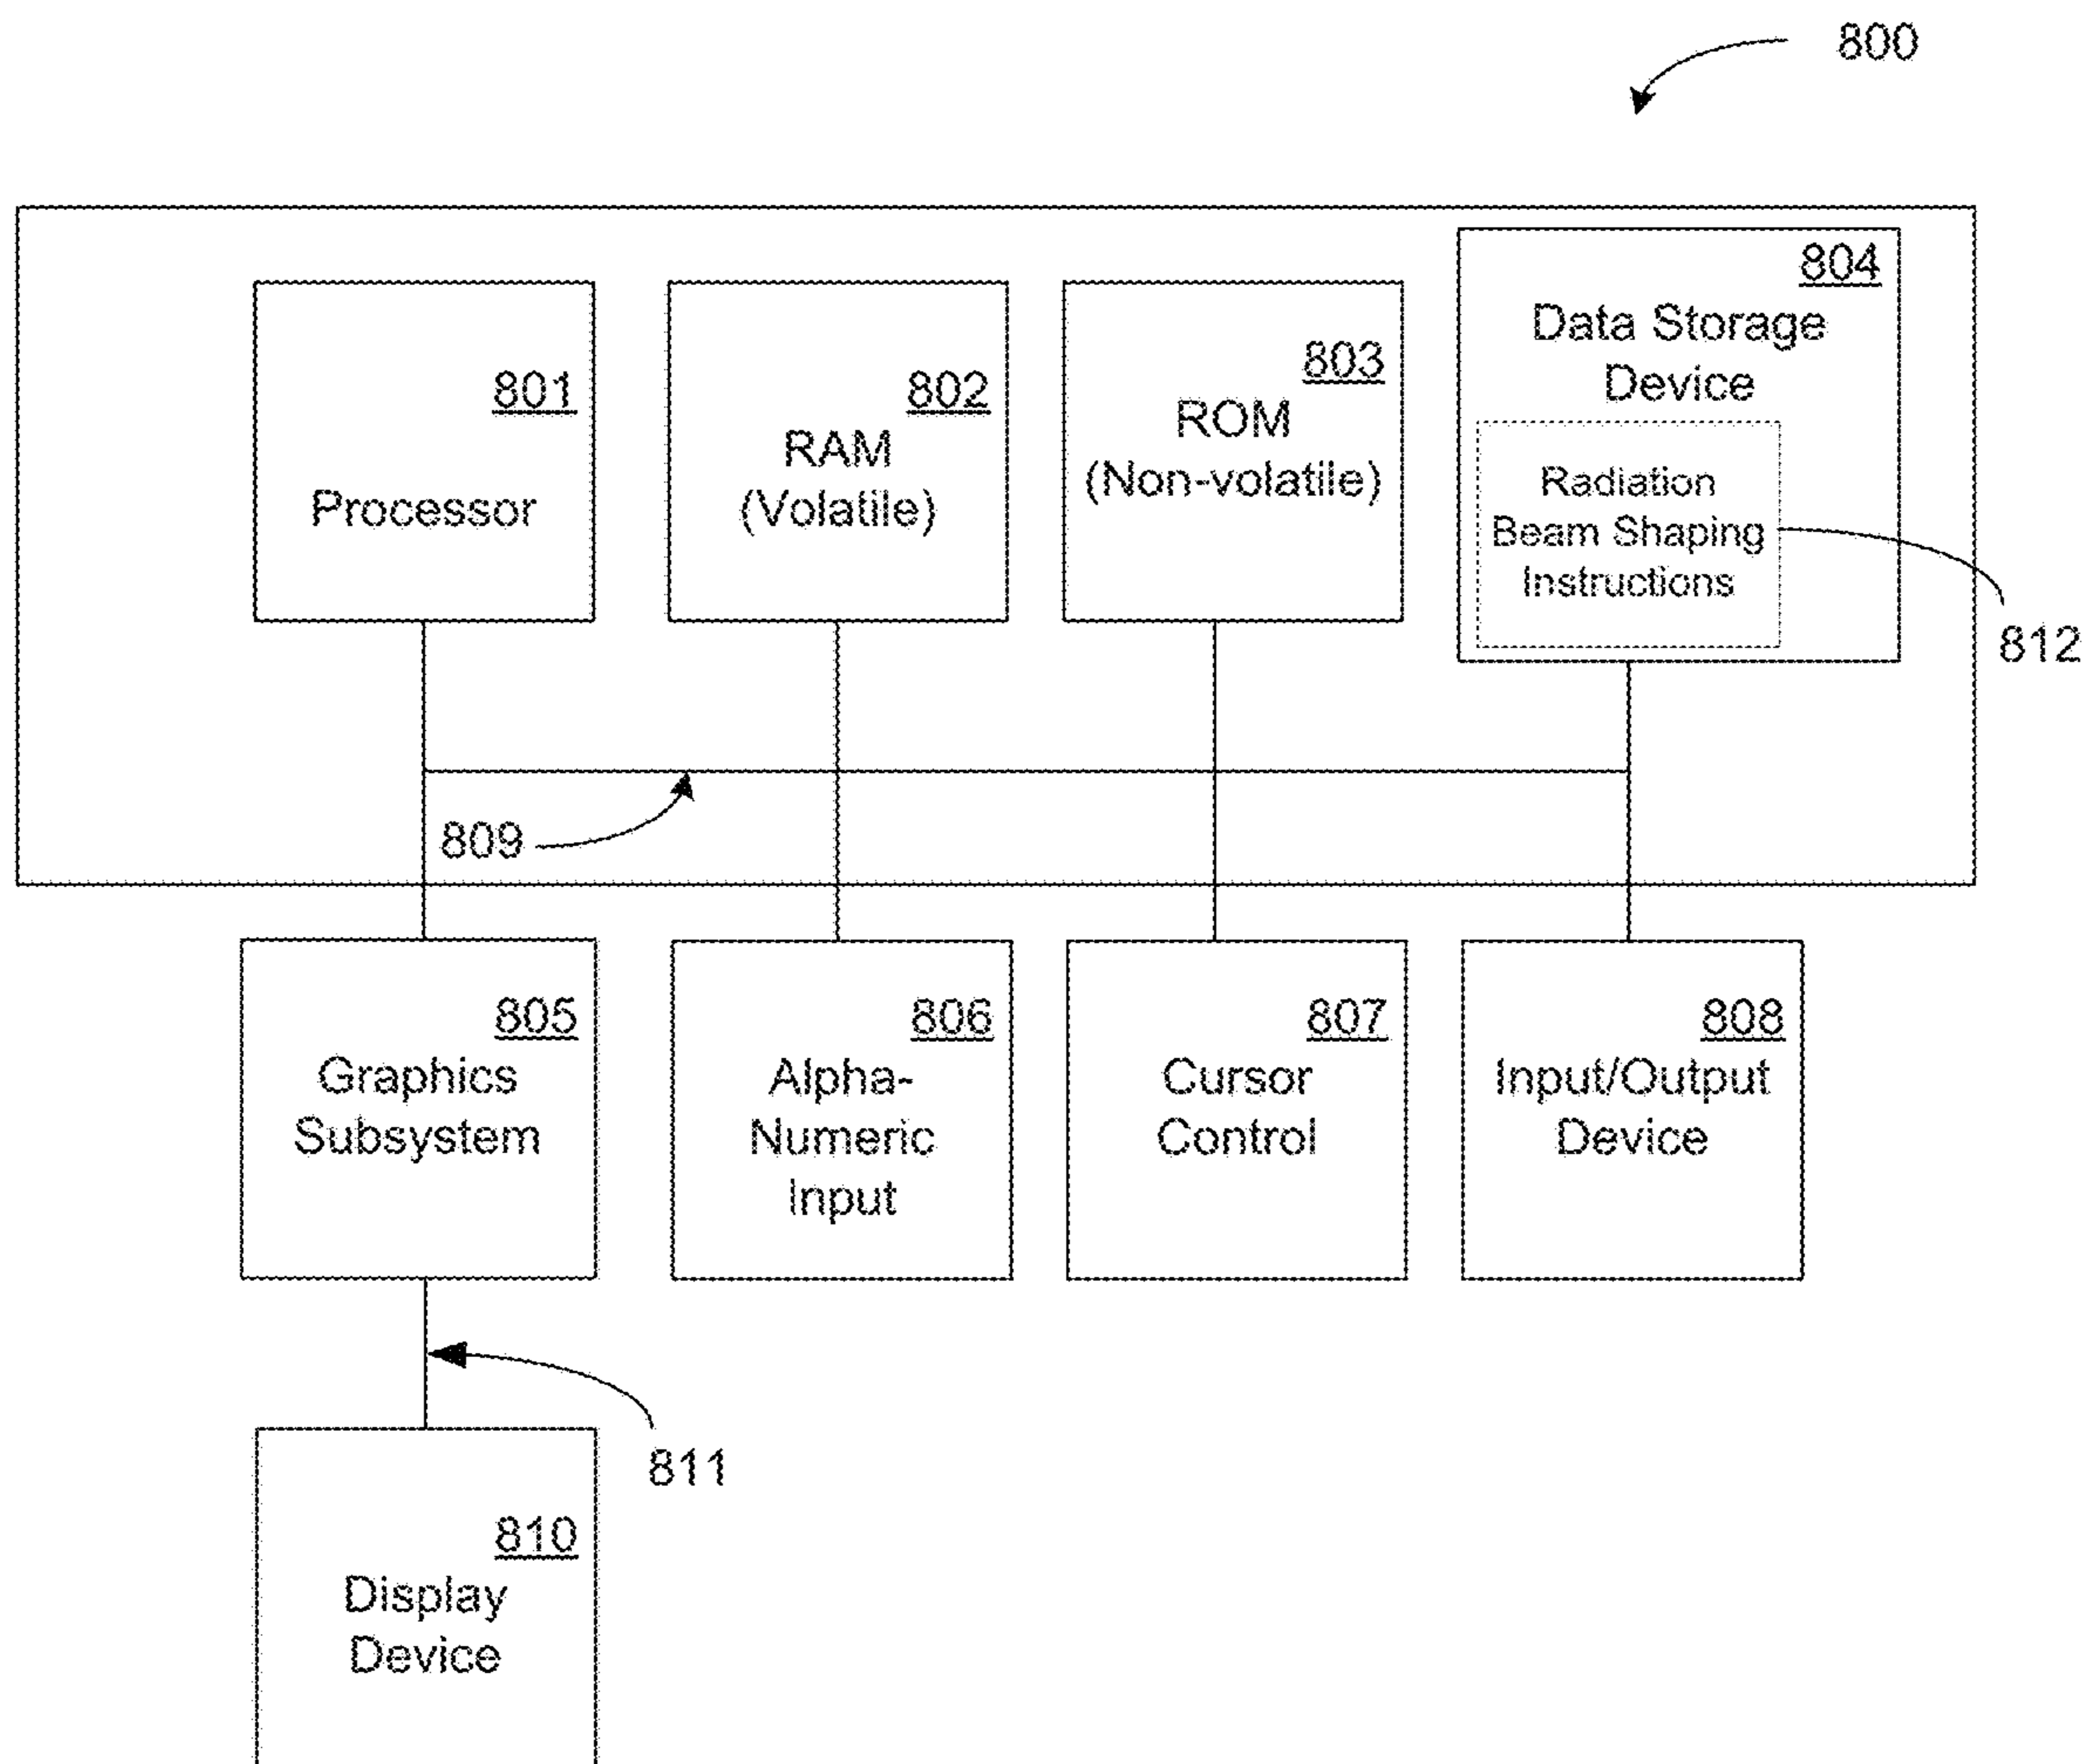 800
801
Processor
802
RAM
(Volatile)
803
ROM
(Non-volatile)
804
Data Storage
Device
Radiation
Beam Shaping
Instructions
812
809
805
Graphics
Subsystem
806
Alpha-
Numeric
Input
807
Cursor
Control
808
Input/Output
Device
811
810
Display
Device